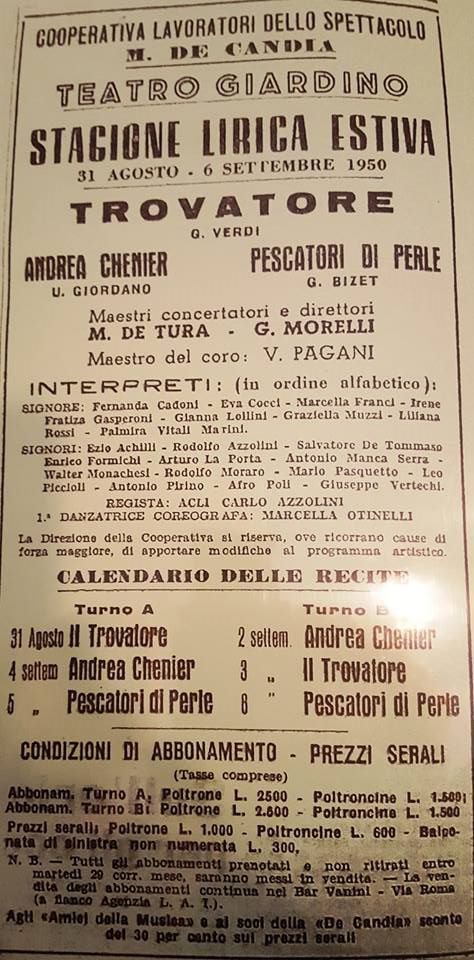 COOPERATIVA LAVORATORI DELLO SPETTACOLO
M. DE CANDIA
TEATRO GIARDINO
STAGIONE LIRICA ESTIVA
31 AGOSTO - 6 SETTEMBRE 1950
TROVATORE
G. VERDI
ANDREA CHENIER PESCATORI DI PERLE
U. GIORDANO G. BIZET
Maestri concertatori e direttori
M. DE TURA - G. MORELLI
Maestro del coro: V. PAGANI
INTERPRETI: (in ordine alfabetico):
SIGNORE: Fernanda Cadoni - Eva Cocci - Marcella Franci - Irene
Fratiza Gasperoni - Gianna Lollini - Graziella Muzzi - Liliana
Rossi - Palmira Vitali Marini.
SIGNORI: Ezio Achilli - Rodolfo Azzolini - Salvatore De Tommaso
Enrico Formichi - Arturo La Porta - Antonio Manca Serra -
Walter Monachesi - Rodolfo Moraro - Mario Pasquetto - Leo
Piccioli - Antonio Pirino - Afro Poli - Giuseppe Vertechi.
REGISTA: ACLI CARLO AZZOLINI
1.ª DANZATRICE COREOGRAFA: MARCELLA OTINELLI
La Direzione della Cooperativa si riserva, ove ricorrano cause di
forza maggiore, di apportare modifiche al programma artistico.
CALENDARIO DELLE RECITE
Turno A Turno B
31 Agosto Il Trovatore 2 settem. Andrea Chenier
4 settem Andrea Chenier 3 „ Il Trovatore
5 „ Pescatori di Perle 6 " Pescatori di Perle
CONDIZIONI DI ABBONAMENTO - PREZZI SERALI
(Tasse comprese)
Abbonam. Turno A, Poltrone L. 2500 - Poltroncine L. 1.500;
Abbonam. Turno B: Poltrone L. 2.500 - Poltroncine L. 1.500
Prezzi serali: Poltrone L. 1.000 - Poltroncine L. 600 - Balconata di sinistra non numerata L. 300,
N. B. - Tutti gli abbonamenti prenotati e non ritirati entro
martedì 29 corr. mese, saranno messi in vendita. — La vendita degli abbonamenti continua nel Bar Vanini - Via Roma
(a fianco Agenzia L. A. I.).
Agli «Amici della Musica» e ai soci della «De Candia» sconto
del 30 per cento sui prezzi serali